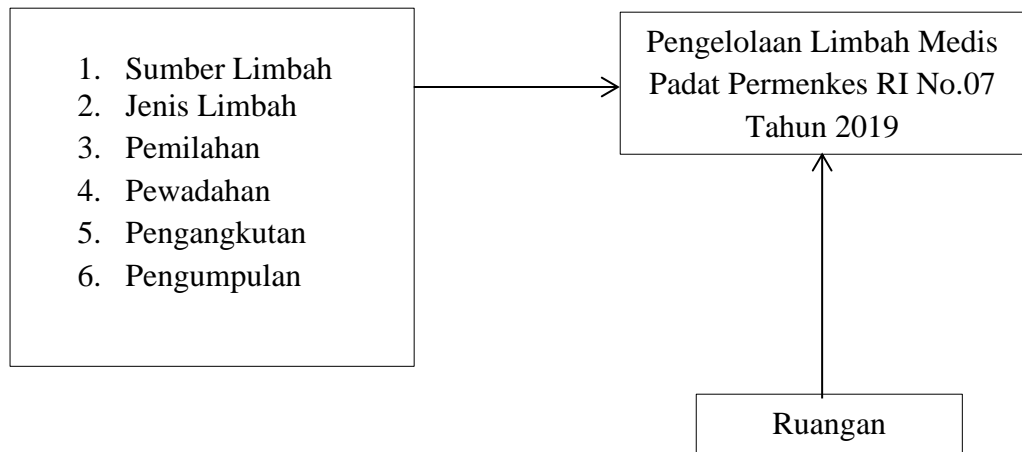 1. Sumber Limbah
2. Jenis Limbah
3. Pemilahan
4. Pewadahan
5. Pengangkutan
6. Pengumpulan
Pengelolaan Limbah Medis
Padat Permenkes RI No.07
Tahun 2019
Ruangan